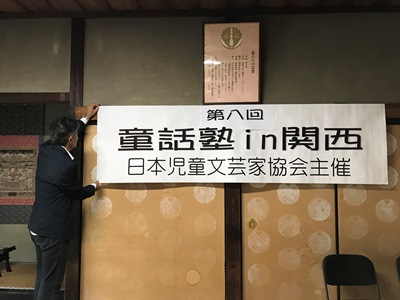 第八回
童話塾in関西
日本児童文芸家協会主催